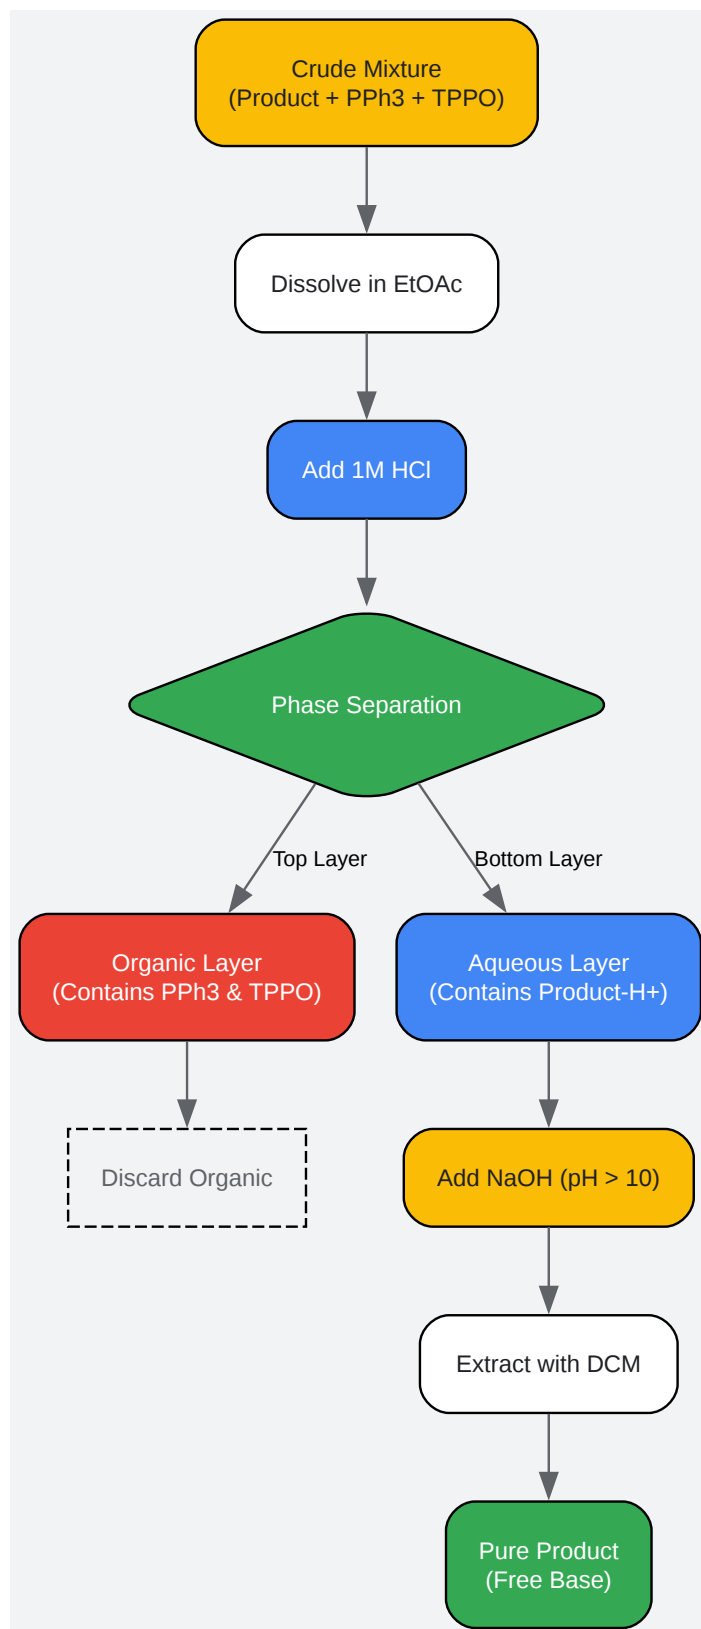 Crude Mixture
(Product + PPh3 + TPPO)
Dissolve in EtOAc
Add 1M HCl
Phase Separation
Top Layer
Bottom Layer
Organic Layer
(Contains PPh3 & TPPO)
Aqueous Layer
(Contains Product-H+)
Discard Organic
Add NaOH (pH > 10)
Extract with DCM
Pure Product
(Free Base)